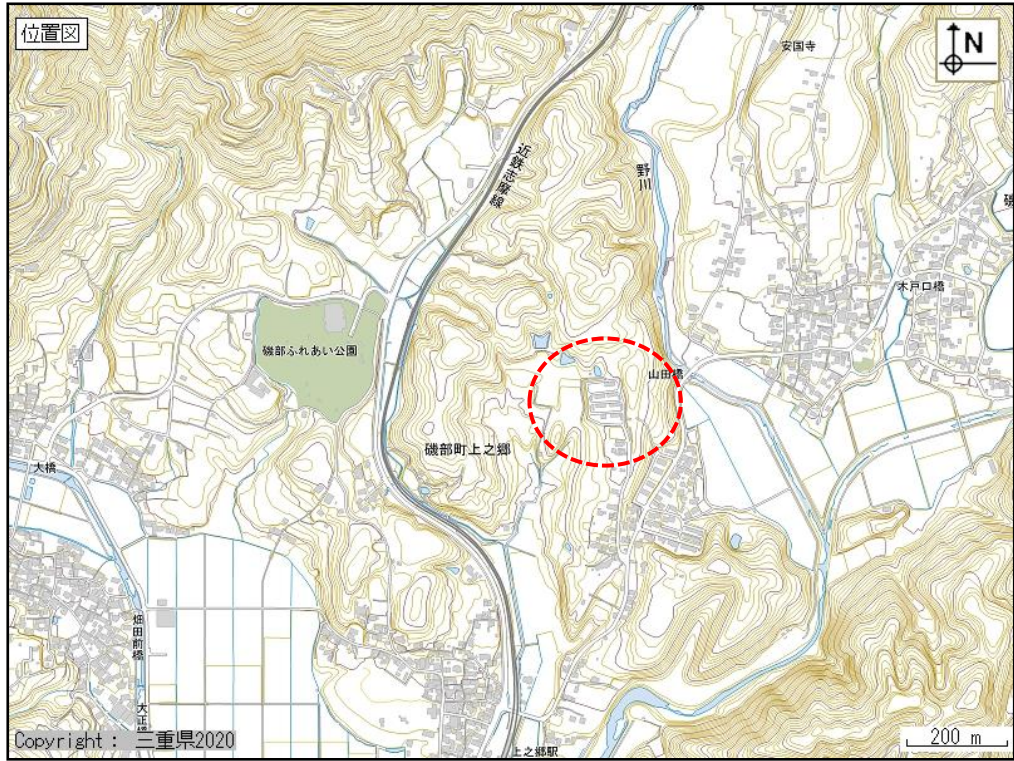 位置図
N
安国寺
近鉄志摩線
野川
木戸口橋
磯部ふれあい公園
山田橋
磯部町上之郷
大橋
畑田前橋
上之郷駅
Copyright : 三重県2020
200 m